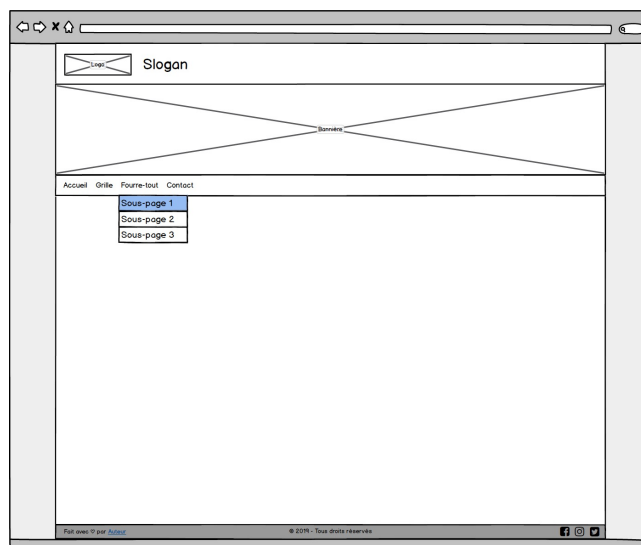 Logo
Slogan
Bannière
Accueil Grille Fourre-tout Contact
Sous-page 1
Sous-page 2
Sous-page 3
Fait avec ♡ par Auteur
© 2019 - Tous droits réservés